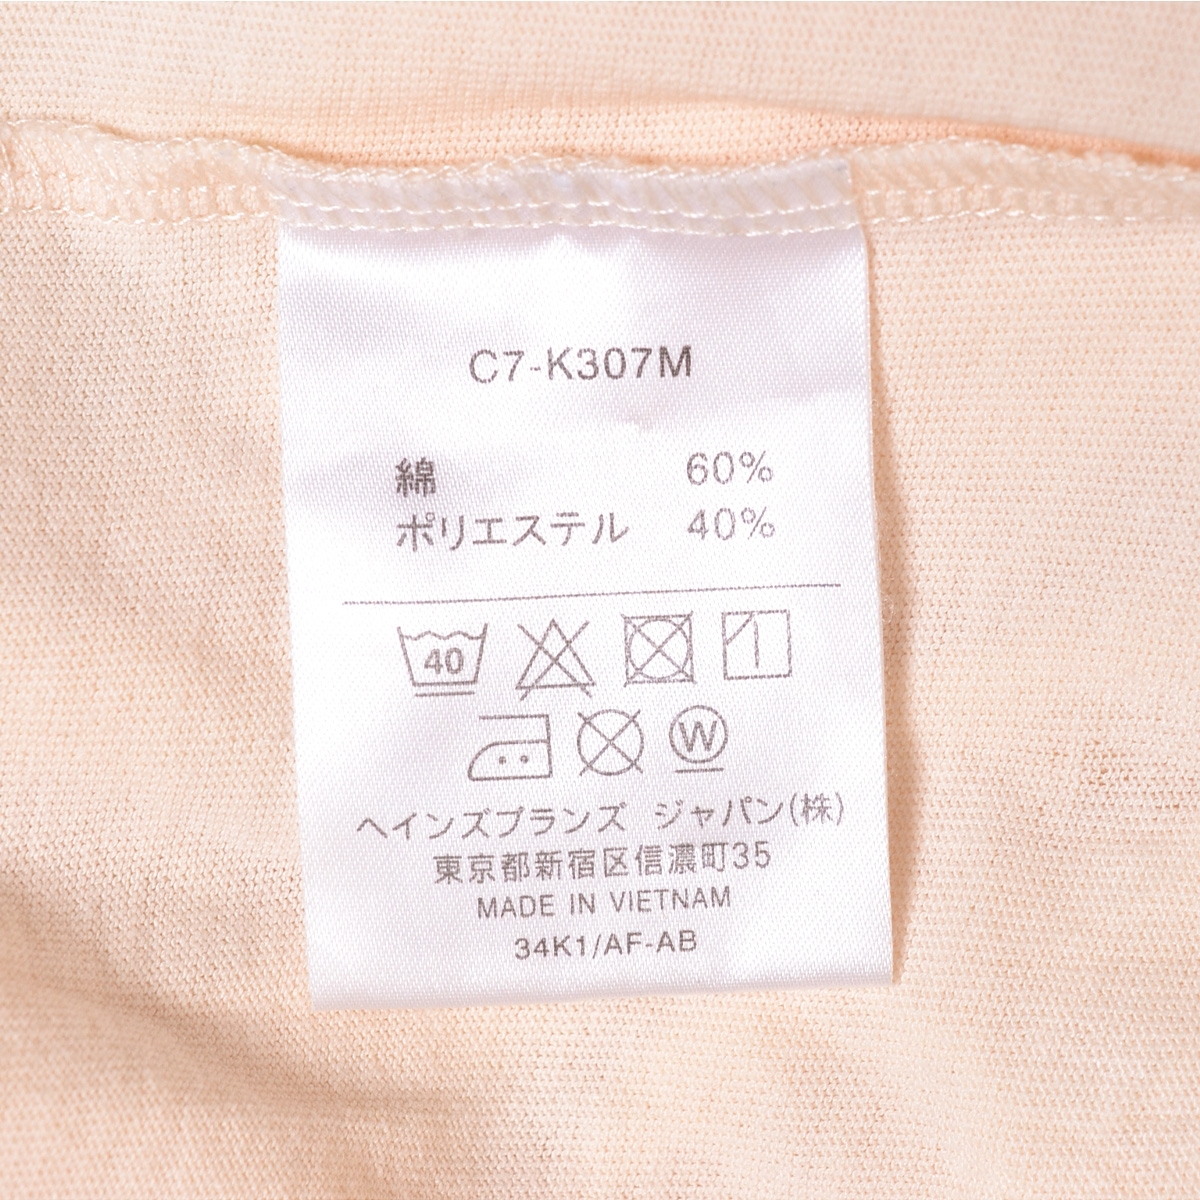 C7-K307M
綿 60%
ポリエステル 40%
40
W
ヘインズブランズ ジャパン(株)
東京都新宿区信濃町35
MADE IN VIETNAM
34K1/AF-AB